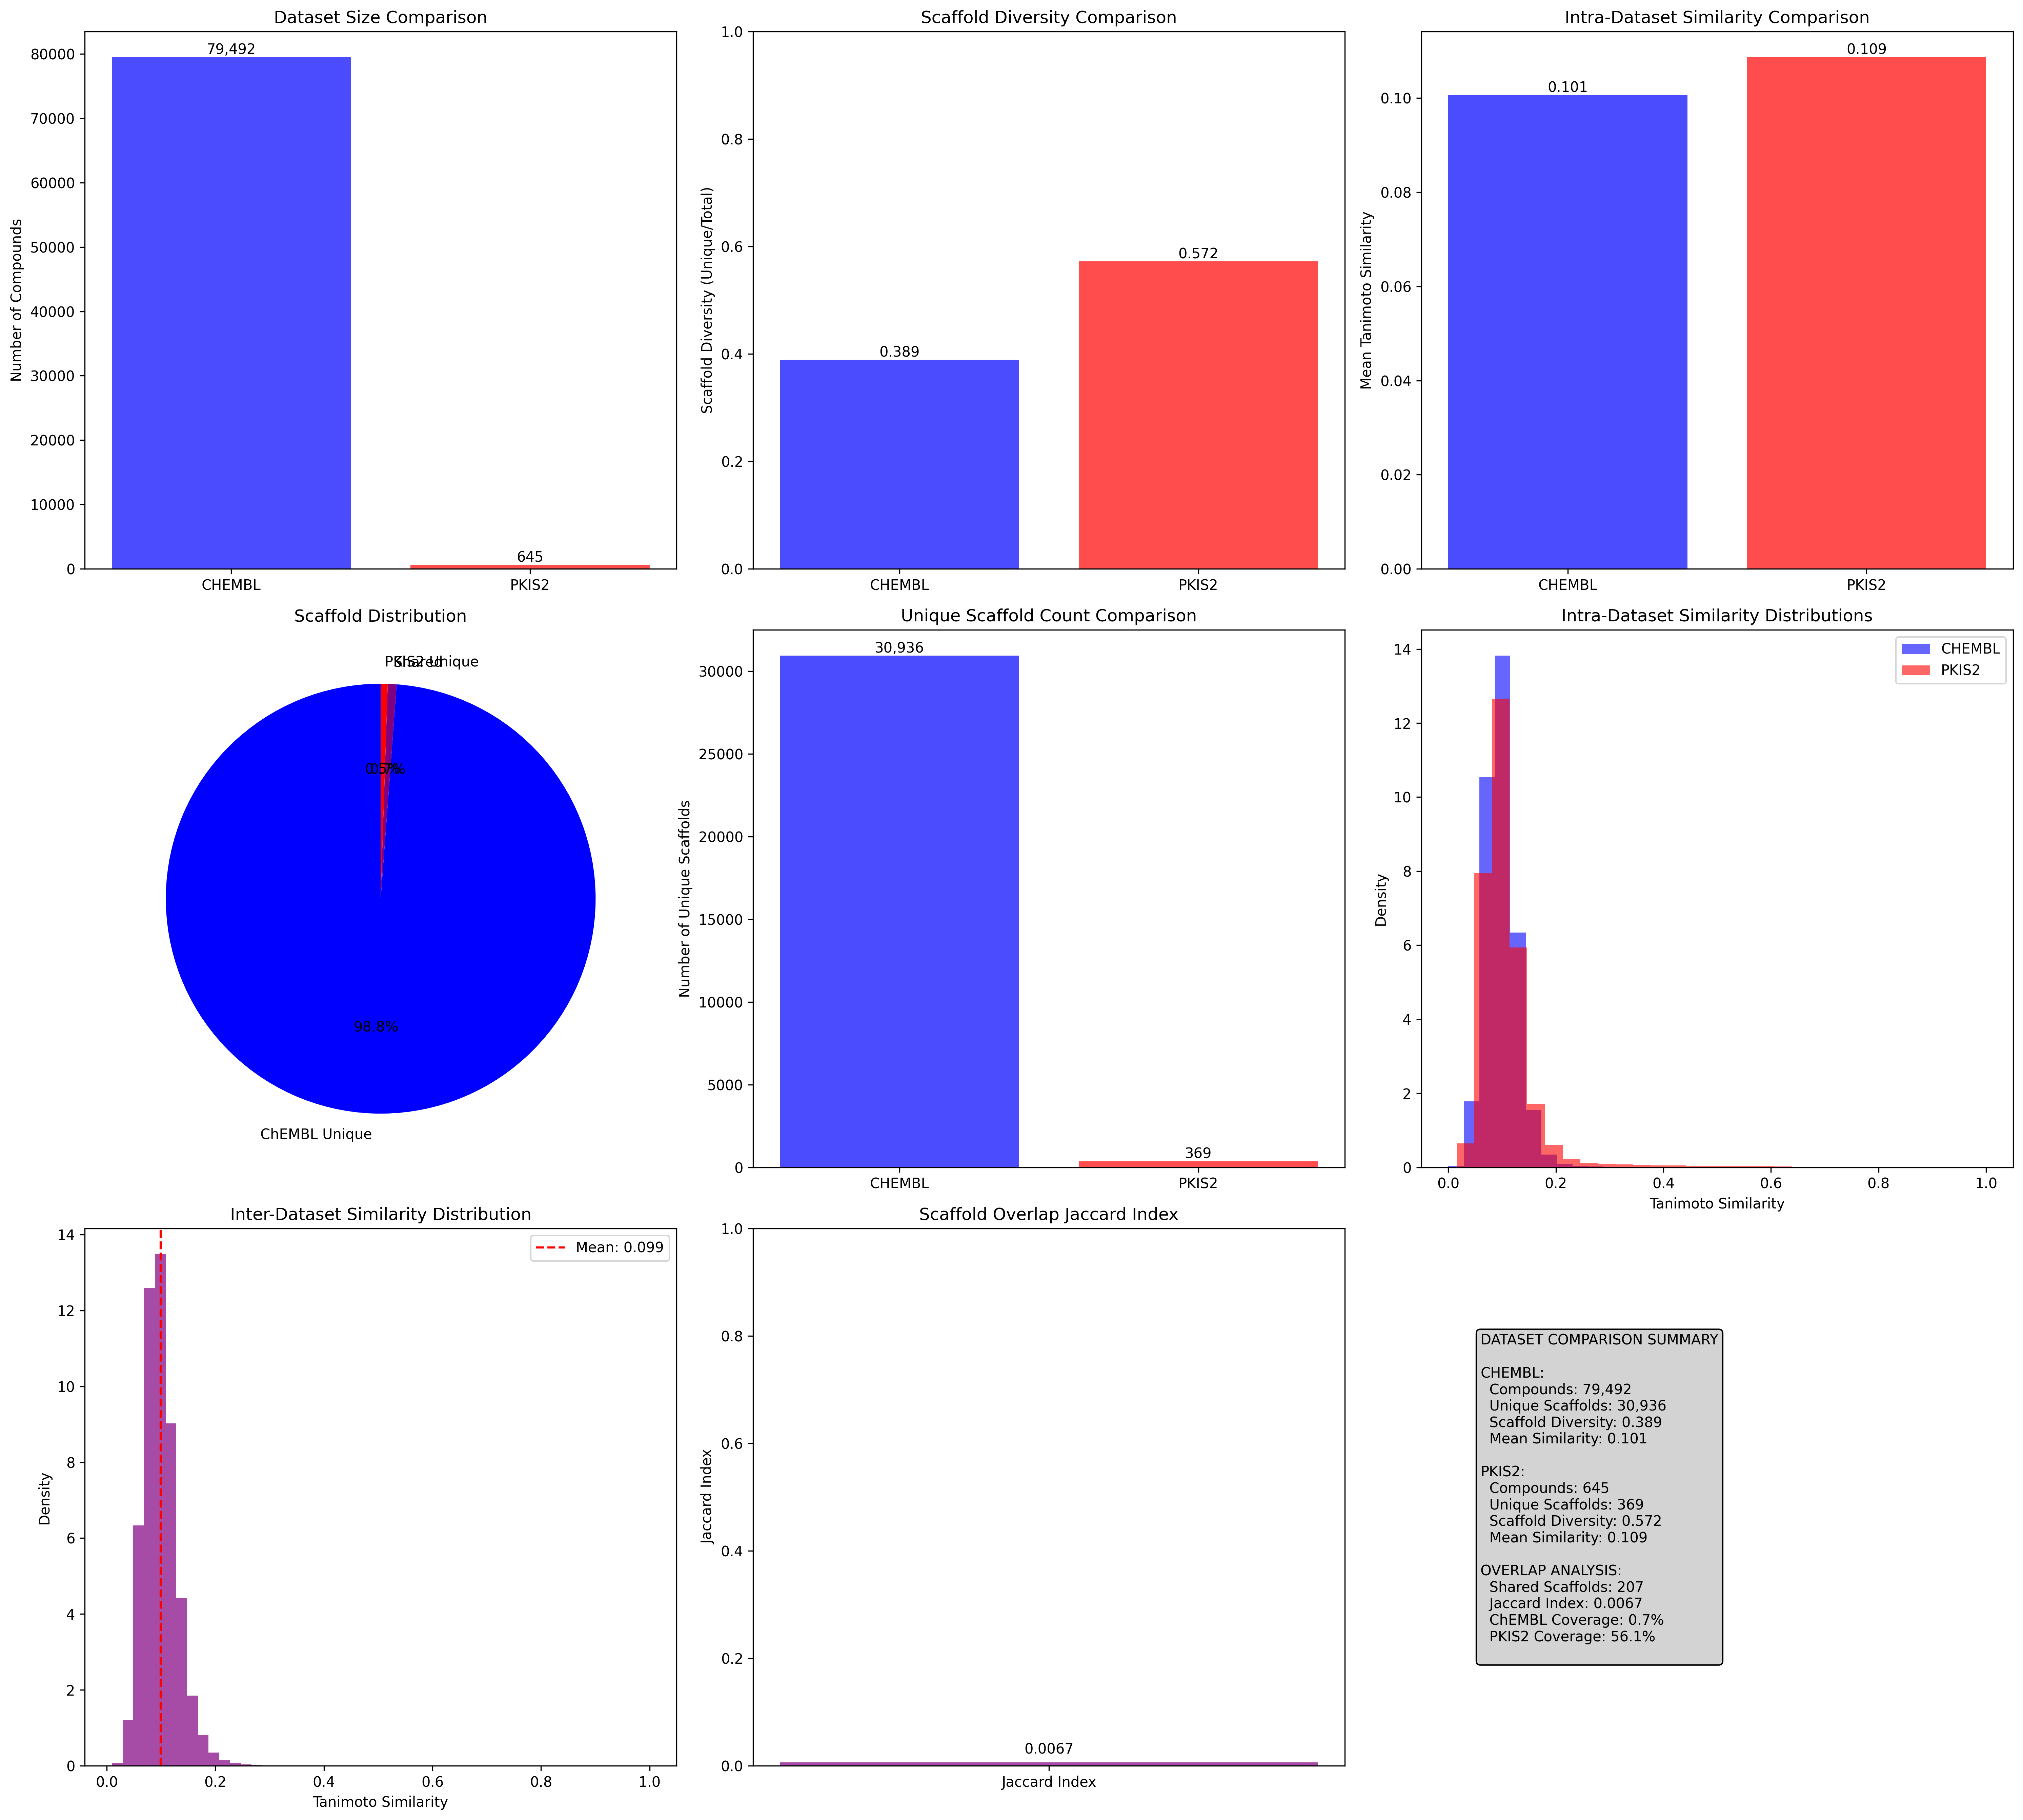 Dataset Size Comparison
Number of Compounds
80000
70000
60000
50000
40000
30000
20000
10000
0
79,492
645
CHEMBL PKIS2
Scaffold Diversity Comparison
Scaffold Diversity (Unique/Total)
1.0
0.8
0.6
0.4
0.2
0.0
0.389
0.572
CHEMBL PKIS2
Intra-Dataset Similarity Comparison
Mean Tanimoto Similarity
0.10
0.08
0.06
0.04
0.02
0.00
0.101
0.109
CHEMBL PKIS2
Scaffold Distribution
PKIS2 Unique
Shared
98.8%
ChEMBL Unique
Unique Scaffold Count Comparison
Number of Unique Scaffolds
30000
25000
20000
15000
10000
5000
0
30,936
369
CHEMBL PKIS2
Intra-Dataset Similarity Distributions
CHEMBL
PKIS2
Density
14
12
10
8
6
4
2
0
0.0 0.2 0.4 0.6 0.8 1.0
Tanimoto Similarity
Inter-Dataset Similarity Distribution
Mean: 0.099
Density
14
12
10
8
6
4
2
0
0.0 0.2 0.4 0.6 0.8 1.0
Tanimoto Similarity
Scaffold Overlap Jaccard Index
Jaccard Index
1.0
0.8
0.6
0.4
0.2
0.0
0.0067
Jaccard Index
DATASET COMPARISON SUMMARY
CHEMBL:
Compounds: 79,492
Unique Scaffolds: 30,936
Scaffold Diversity: 0.389
Mean Similarity: 0.101
PKIS2:
Compounds: 645
Unique Scaffolds: 369
Scaffold Diversity: 0.572
Mean Similarity: 0.109
OVERLAP ANALYSIS:
Shared Scaffolds: 207
Jaccard Index: 0.0067
ChEMBL Coverage: 0.7%
PKIS2 Coverage: 56.1%